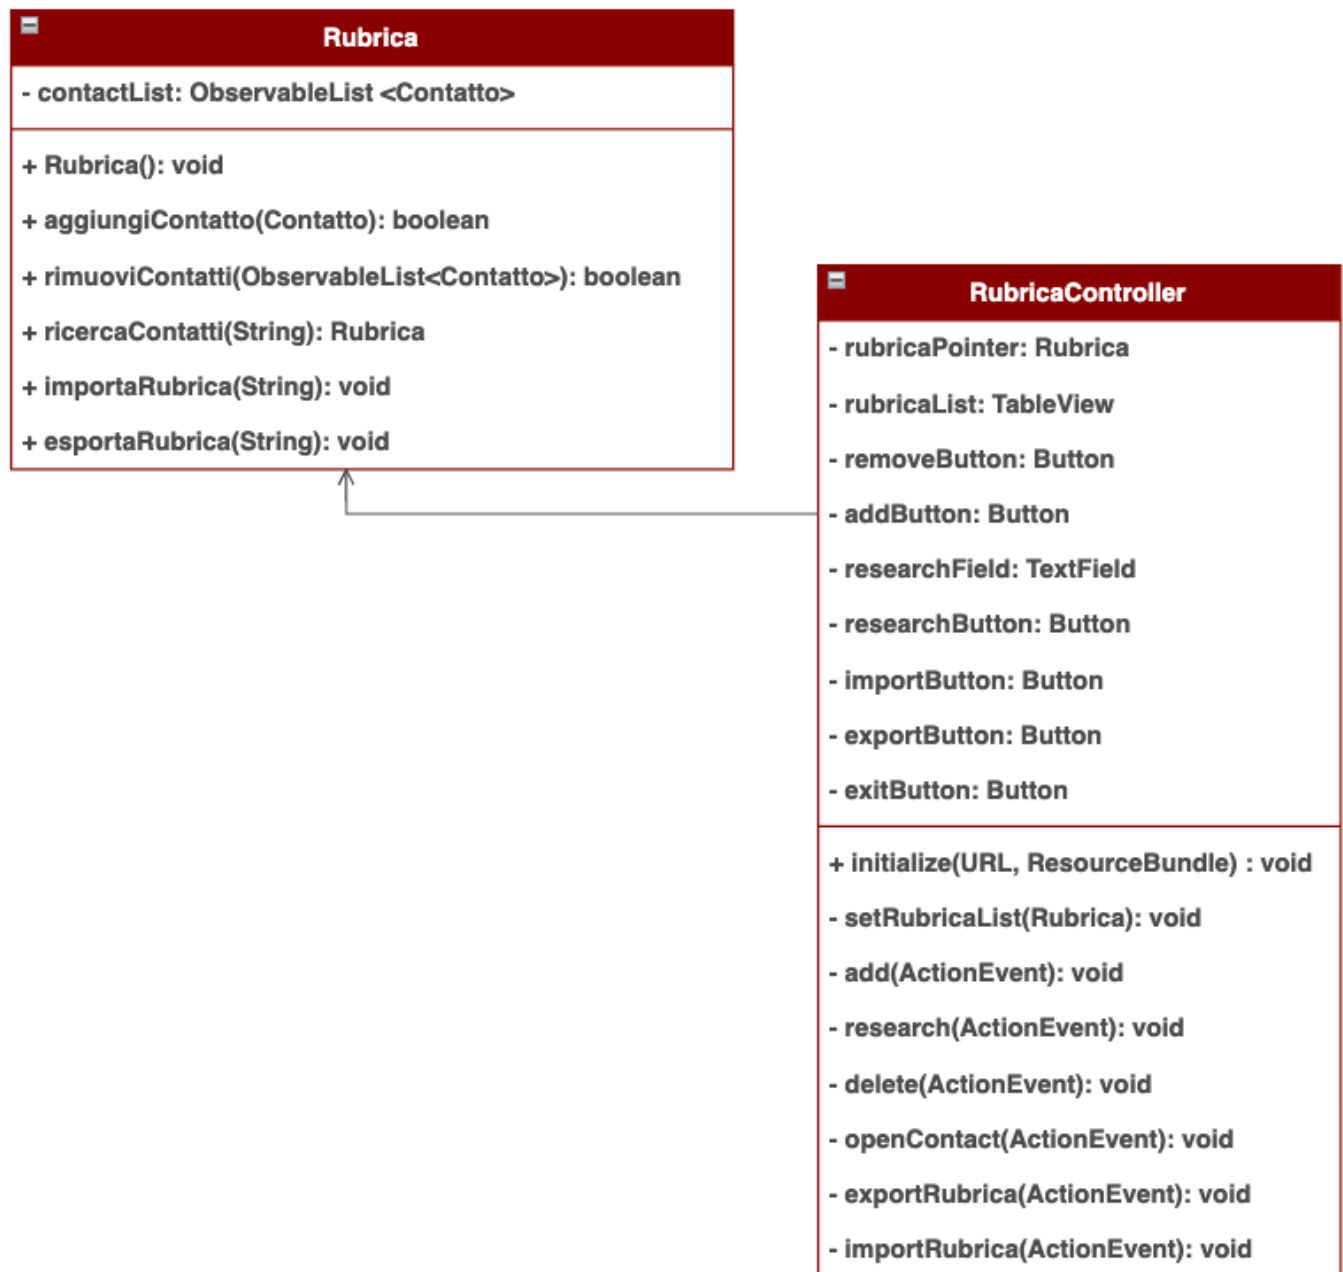 Rubrica
- contactList: ObservableList <Contatto>
+ Rubrica(): void
+ aggiungiContatto(Contatto): boolean
+ rimuoviContatti(ObservableList<Contatto>): boolean
+ ricercaContatti(String): Rubrica
+ importaRubrica(String): void
+ esportaRubrica(String): void
RubricaController
- rubricaPointer: Rubrica
- rubricaList: TableView
- removeButton: Button
- addButton: Button
- researchField: TextField
- researchButton: Button
- importButton: Button
- exportButton: Button
- exitButton: Button
+ initialize(URL, ResourceBundle) : void
- setRubricaList(Rubrica): void
- add(ActionEvent): void
- research(ActionEvent): void
- delete(ActionEvent): void
- openContact(ActionEvent): void
- exportRubrica(ActionEvent): void
- importRubrica(ActionEvent): void